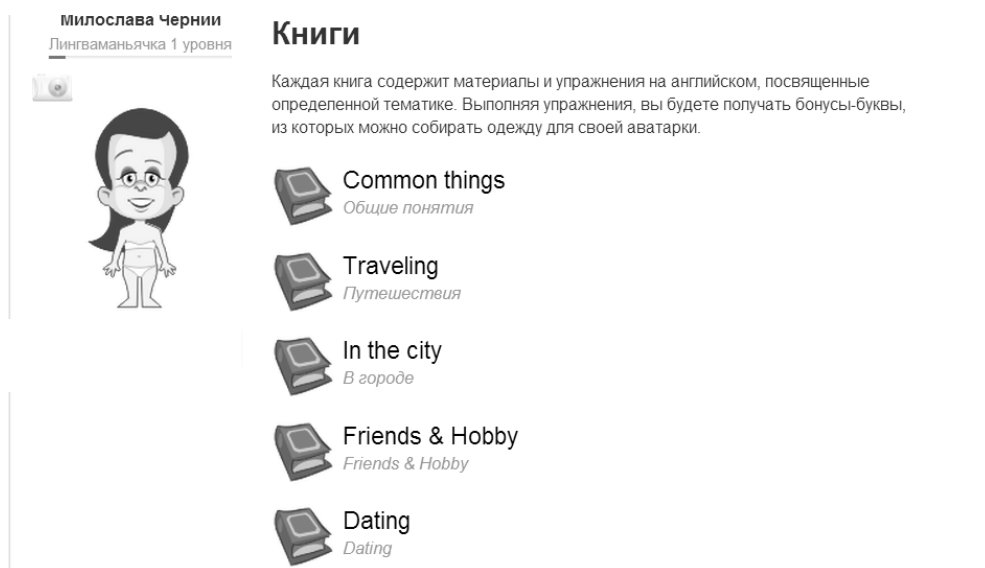 Милослава Чернии
Лингваманьячка 1 уровня
Книги
Каждая книга содержит материалы и упражнения на английском, посвященные
определенной тематике. Выполняя упражнения, вы будете получать бонусы-буквы,
из которых можно собирать одежду для своей аватарки.
Common things
Общие понятия
Traveling
Путешествия
In the city
В городе
Friends & Hobby
Friends & Hobby
Dating
Dating